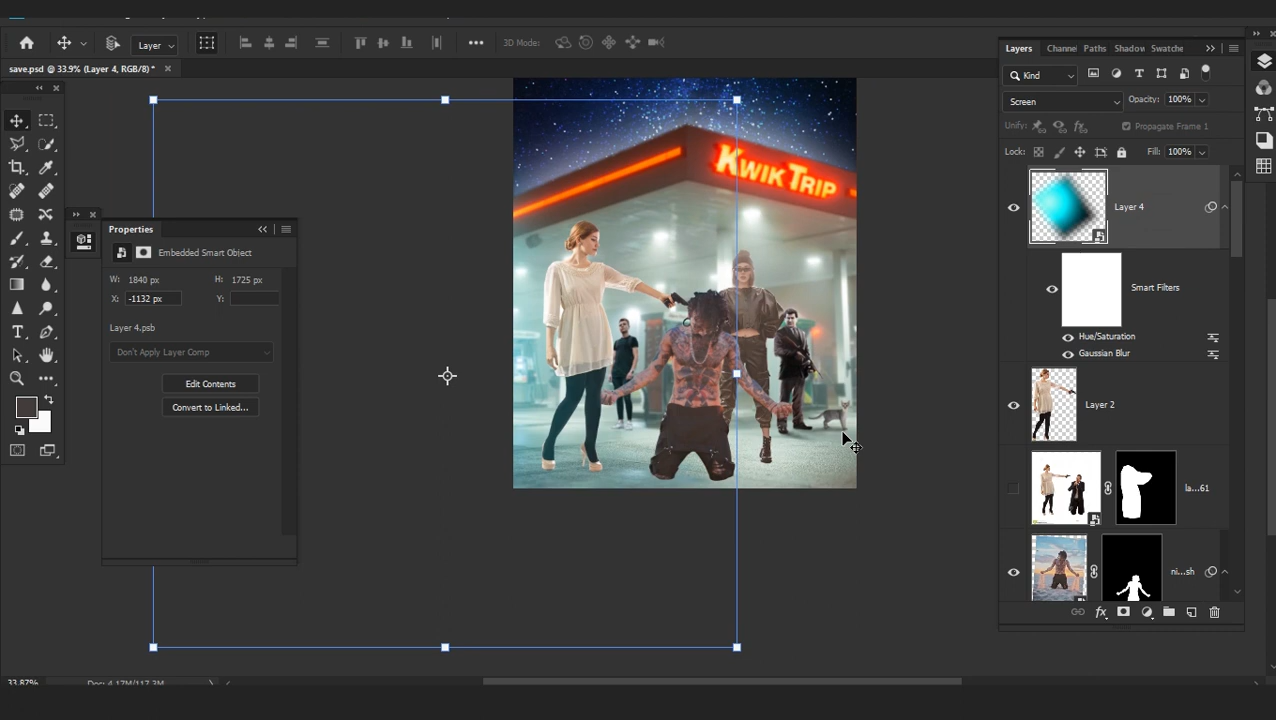 Layer
3D Mode:
save.psd @ 33.9% (Layer 4, RGB/8) *
Properties
Embedded Smart Object
W: 1840 px
H: 1725 px
X: -1132 px
Y:
Layer 4.psb
Don't Apply Layer Comp
Edit Contents
Convert to Linked...
KWIK TRIP
Layers
Channe
Paths
Shadov
Swatche
Kind
Screen
Opacity: 100%
Unify:
Propagate Frame 1
Lock:
Fill: 100%
Layer 4
Smart Filters
Hue/Saturation
Gaussian Blur
Layer 2
la...61
ni...sh
33.87%
Doc: 4.17M/117.3M